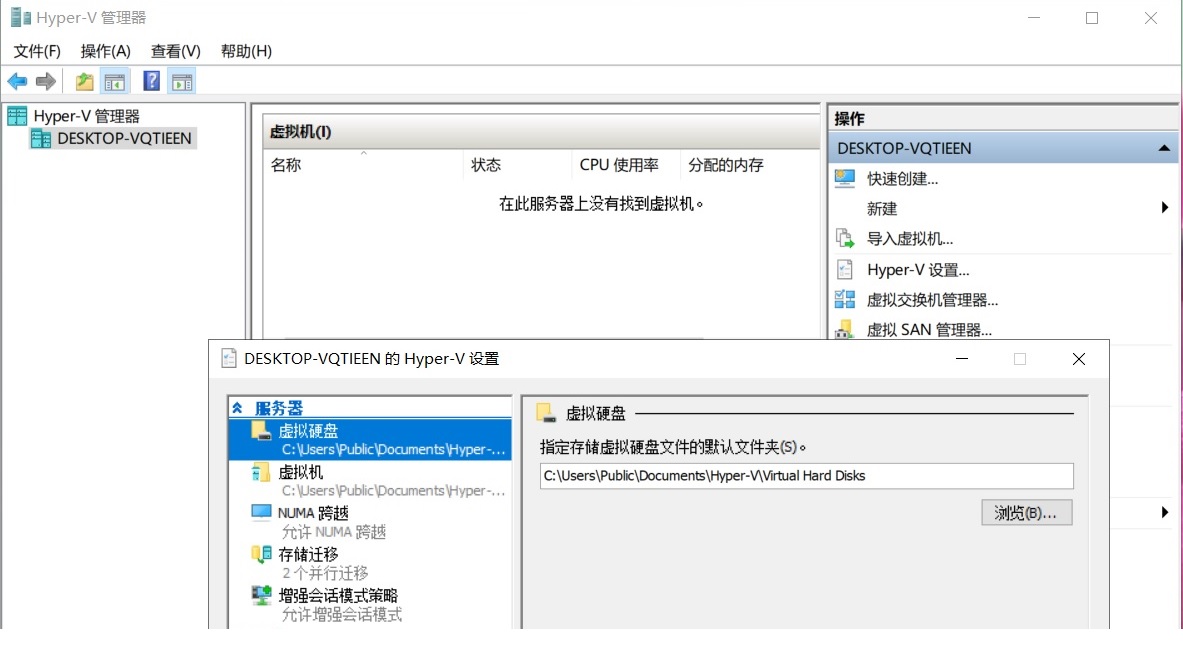 Hyper-V 管理器
文件(F) 操作(A) 查看(V) 帮助(H)
Hyper-V 管理器
DESKTOP-VQTIEEN
虚拟机(I)
名称 状态 CPU 使用率 分配的内存
在此服务器上没有找到虚拟机。
操作
DESKTOP-VQTIEEN
快速创建...
新建
导入虚拟机...
Hyper-V 设置...
虚拟交换机管理器...
虚拟 SAN 管理器...
DESKTOP-VQTIEEN 的 Hyper-V 设置
服务器
虚拟硬盘
C:\Users\Public\Documents\Hyper-...
虚拟机
C:\Users\Public\Documents\Hyper-...
NUMA 跨越
允许 NUMA 跨越
存储迁移
2 个并行迁移
增强会话模式策略
允许增强会话模式
虚拟硬盘
指定存储虚拟硬盘文件的默认文件夹(S)。
C:\Users\Public\Documents\Hyper-V\Virtual Hard Disks
浏览(B)...